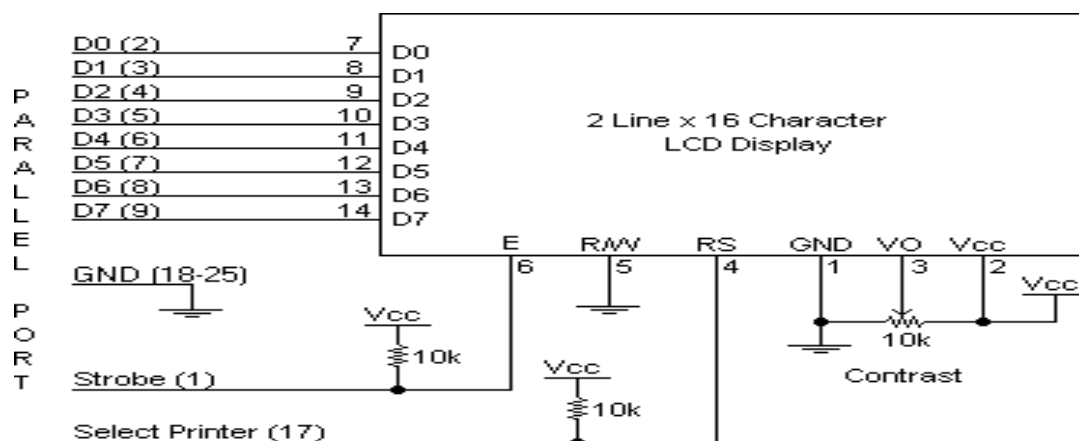 PARALLEL PORT
D0 (2) 7 D0
D1 (3) 8 D1
D2 (4) 9 D2
D3 (5) 10 D3
D4 (6) 11 D4
D5 (7) 12 D5
D6 (8) 13 D6
D7 (9) 14 D7
2 Line x 16 Character
LCD Display
E R/W RS GND VO Vcc
6 5 4 1 3 2
GND (18-25)
Vcc
Vcc
10k
10k
Contrast
Strobe (1)
Vcc
10k
Select Printer (17)